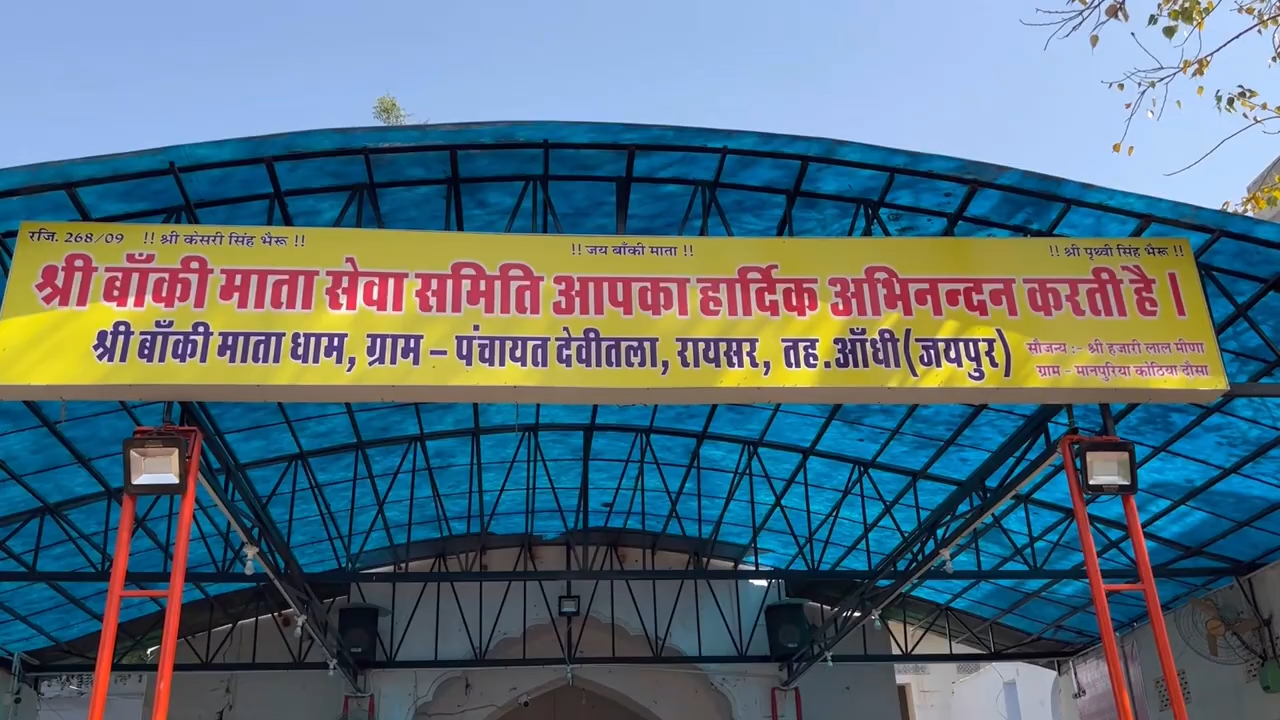 रजि. 268/09 !! श्री केसरी सिंह भैरू !! !! जय बाँकी माता !! !! श्री पृथ्वी सिंह भैरू !!
श्री बाँकी माता सेवा समिति आपका हार्दिक अभिनन्दन करती है ।
श्री बाँकी माता धाम, ग्राम – पंचायत देवीतला, रायसर, तह.आँधी(जयपुर)
सौजन्य :- श्री हजारी लाल मीणा
ग्राम - मानपुरिया काँठिवा दौसा